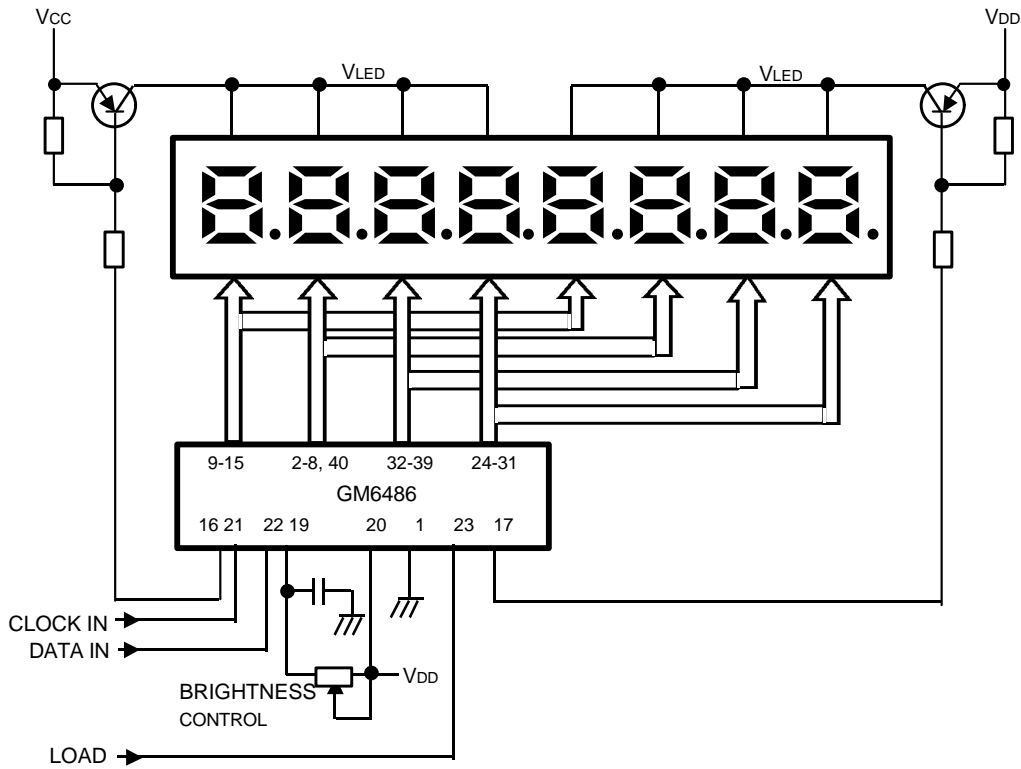 VCC
VDD
VLED
VLED
9-15
2-8, 40
32-39
24-31
GM6486
16 21
22 19
20
1
23
17
CLOCK IN
DATA IN
VDD
BRIGHTNESS
CONTROL
LOAD